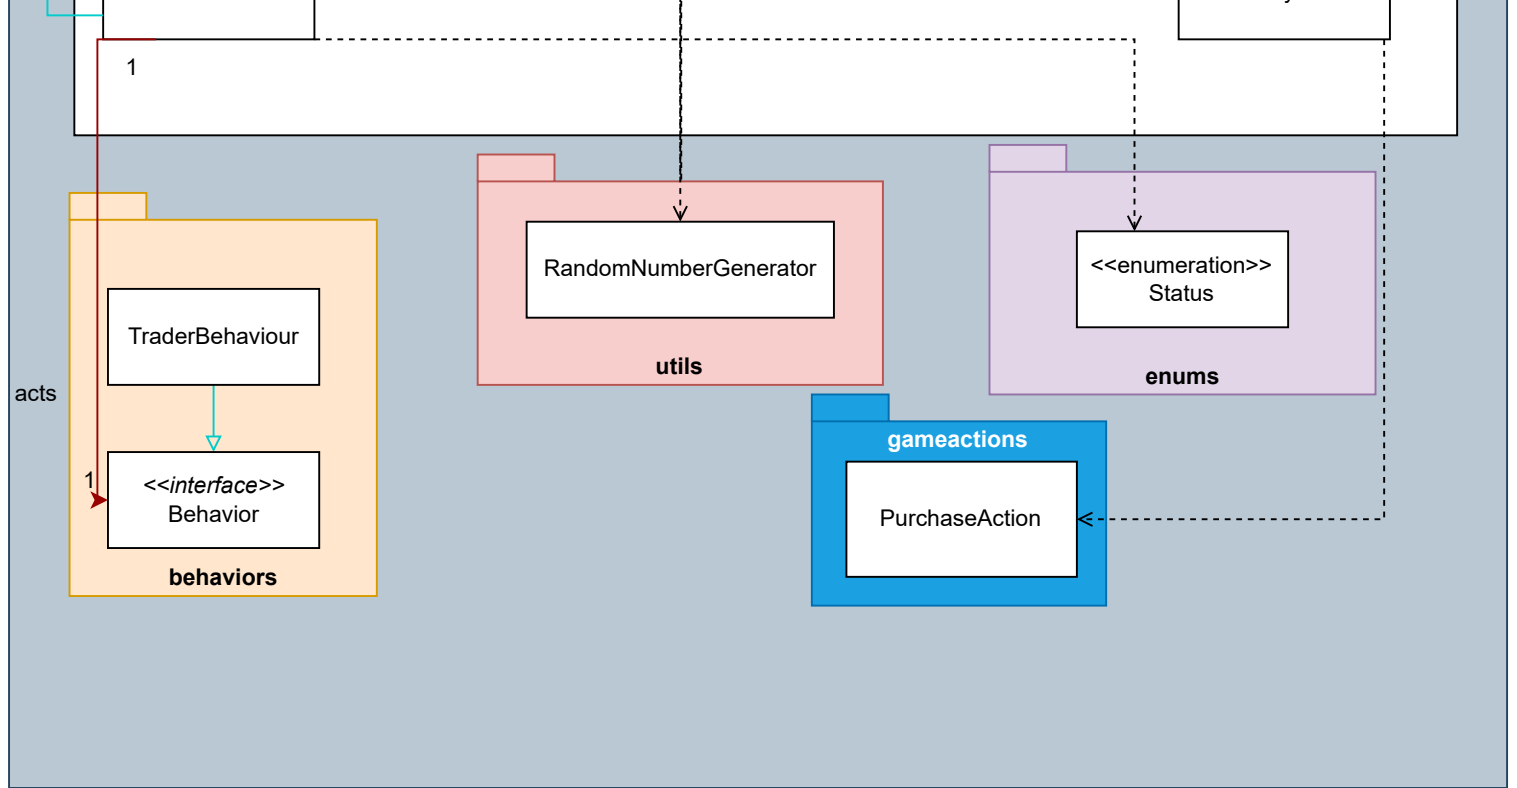 1
RandomNumberGenerator
utils
<<enumeration>>
Status
enums
TraderBehaviour
acts
1
<<interface>>
Behavior
behaviors
gameactions
PurchaseAction